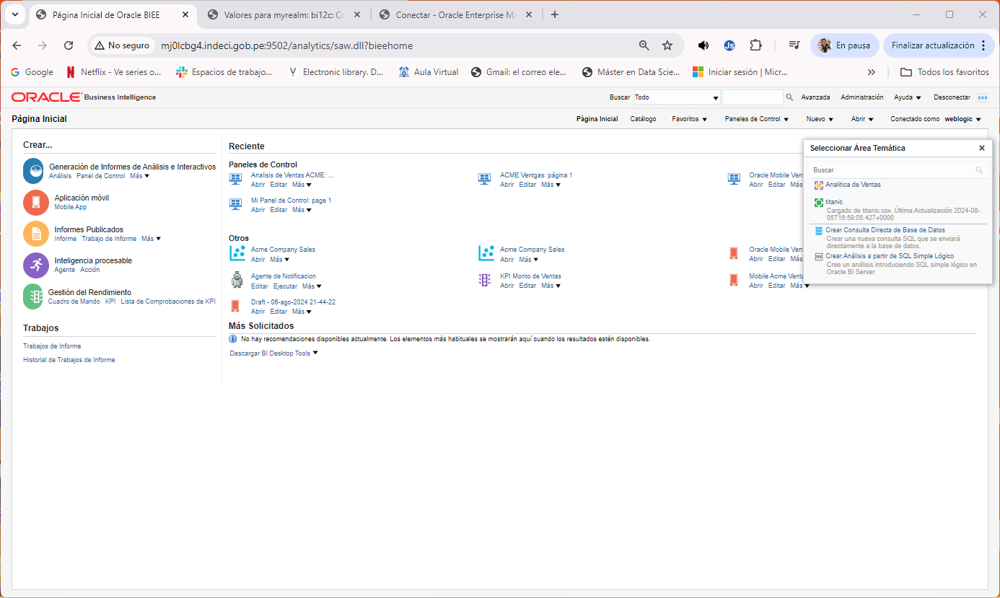 Página Inicial de Oracle BIEE
Valores para myrealm: bi12c: Co
Conectar - Oracle Enterprise Ma
No seguro
mj0lcbg4.indeci.gob.pe:9502/analytics/saw.dll?bieehome
Js
En pausa
Finalizar actualización
Google
Netflix - Ve series o...
Espacios de trabajo...
Electronic library. D...
Aula Virtual
Gmail: el correo ele...
Máster en Data Scie...
Iniciar sesión | Micr...
Todos los favoritos
ORACLE Business Intelligence
Buscar Todo
Avanzada Administración Ayuda Desconectar
Página Inicial
Página Inicial Catálogo Favoritos Paneles de Control Nuevo Abrir Conectado como weblogic
Crear...
Generación de Informes de Análisis e Interactivos
Análisis Panel de Control Más
Aplicación móvil
Mobile App
Informes Publicados
Informe Trabajo de Informe Más
Inteligencia procesable
Agente Acción
Gestión del Rendimiento
Cuadro de Mando KPI Lista de Comprobaciones de KPI
Trabajos
Trabajos de Informe
Historial de Trabajos de Informe
Reciente
Paneles de Control
Analisis de Ventas ACME: ...
Abrir Editar Más
ACME Ventgas: página 1
Abrir Editar Más
Oracle Mobile Ven
Abrir Editar Más
Mi Panel de Control: page 1
Abrir Editar Más
Otros
Acme Company Sales
Abrir Más
Acme Company Sales
Abrir Más
Oracle Mobile Ven
Abrir Editar Más
Agente de Notificacion
Editar Ejecutar Más
KPI Monto de Ventas
Abrir Editar Más
Mobile Acme Venta
Abrir Editar Más
Draft - 06-ago-2024 21-44-22
Abrir Editar Más
Más Solicitados
No hay recomendaciones disponibles actualmente. Los elementos más habituales se mostrarán aquí cuando los resultados estén disponibles.
Descargar BI Desktop Tools
Seleccionar Área Temática
Buscar
Analitica de Ventas
titanic
Cargado de titanic.csv. Última Actualización 2024-08-
05T16:59:05.427+0000
Crear Consulta Directa de Base de Datos
Crear una nueva consulta SQL que se enviará
directamente a la base de datos.
Crear Análisis a partir de SQL Simple Lógico
Cree un análisis introduciendo SQL simple lógico en
Oracle BI Server.